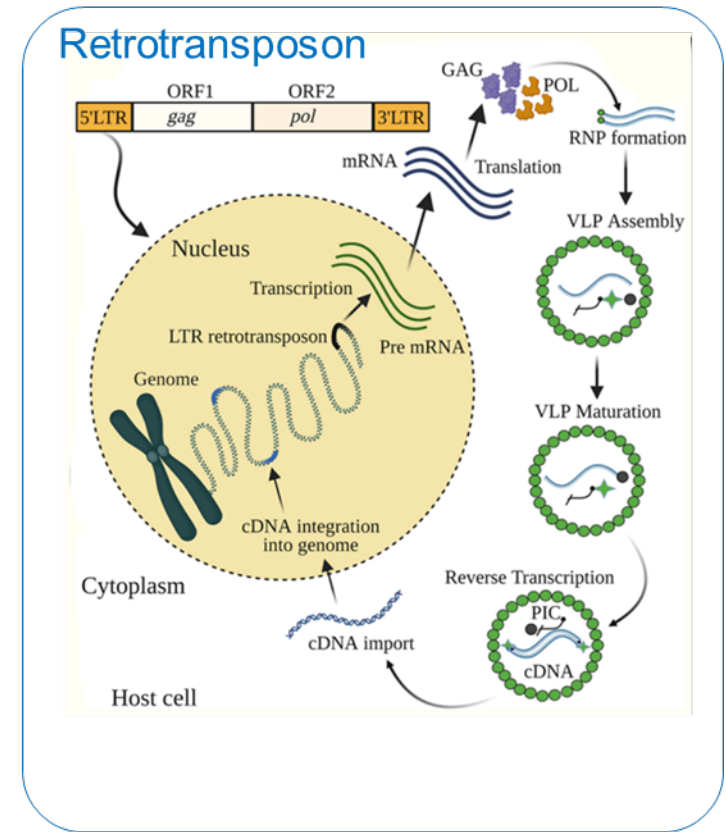 Retrotransposon
ORF1 ORF2
5'LTR gag pol 3'LTR
GAG
POL
RNP formation
mRNA
Translation
VLP Assembly
Nucleus
Transcription
LTR retrotransposon
Pre mRNA
Genome
VLP Maturation
cDNA integration
into genome
Cytoplasm
Reverse Transcription
PIC
cDNA
cDNA import
Host cell